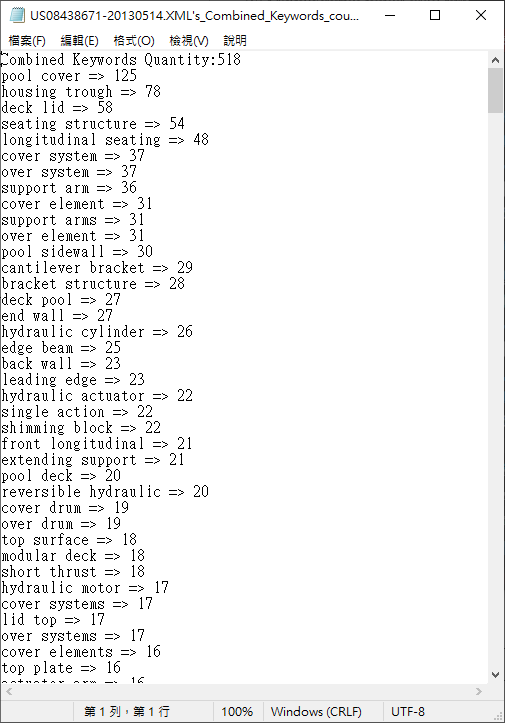 US08438671-20130514.XML's_Combined_Keywords_cou...
檔案(F) 編輯(E) 格式(O) 檢視(V) 說明
Combined Keywords Quantity:518
pool cover => 125
housing trough => 78
deck lid => 58
seating structure => 54
longitudinal seating => 48
cover system => 37
over system => 37
support arm => 36
cover element => 31
support arms => 31
over element => 31
pool sidewall => 30
cantilever bracket => 29
bracket structure => 28
deck pool => 27
end wall => 27
hydraulic cylinder => 26
edge beam => 25
back wall => 23
leading edge => 23
hydraulic actuator => 22
single action => 22
shimming block => 22
front longitudinal => 21
extending support => 21
pool deck => 20
reversible hydraulic => 20
cover drum => 19
over drum => 19
top surface => 18
modular deck => 18
short thrust => 18
hydraulic motor => 17
cover systems => 17
lid top => 17
over systems => 17
cover elements => 16
top plate => 16
actuator arm => 16
第 1 列，第 1 行 100% Windows (CRLF) UTF-8